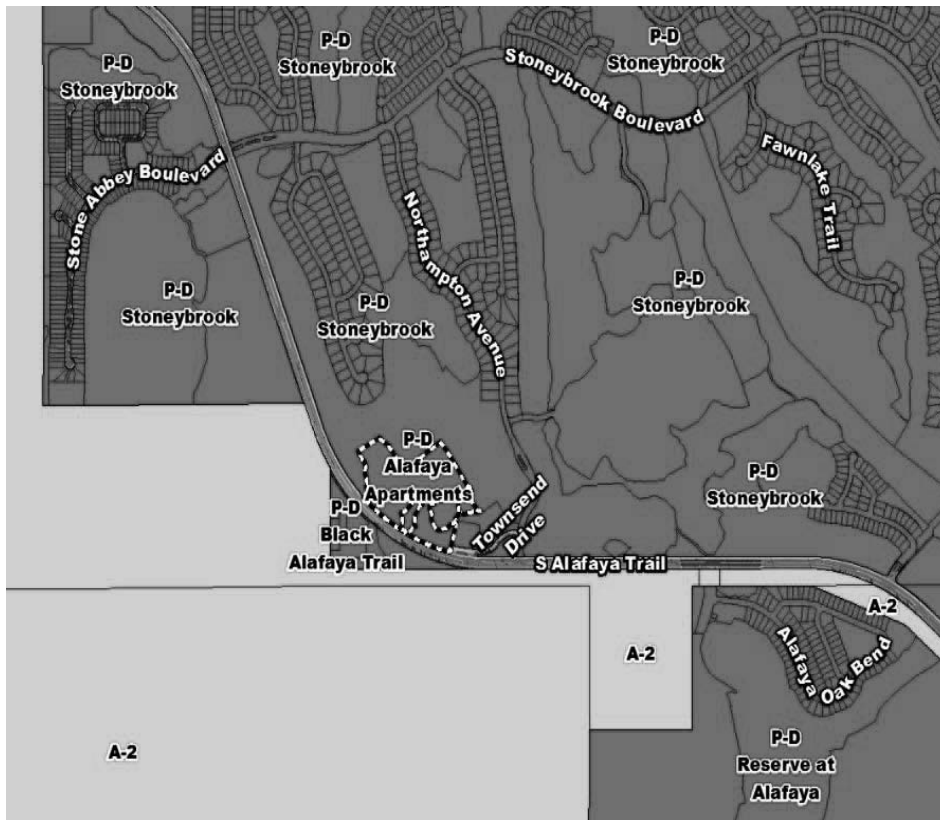 P-D
Stoneybrook
P-D
Stoneybrook
P-D
Stoneybrook
Stoneybrook Boulevard
Stone Abbey Boulevard
Fawnlake Trail
Northampton Avenue
P-D
Stoneybrook
P-D
Stoneybrook
P-D
Stoneybrook
P-D
Alafaya
Apartments
P-D
Stoneybrook
P-D
Black
Alafaya Trail
Townsend
Drive
S Alafaya Trail
A-2
A-2
Alafaya
Oak Bend
A-2
P-D
Reserve at
Alafaya